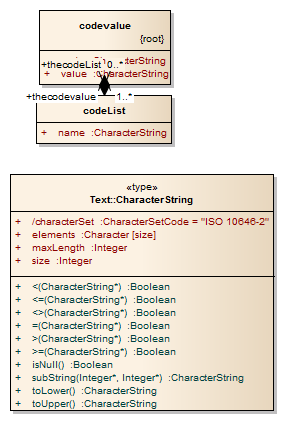 codevalue
{root}
cterString
+thecodeList 0..*
+ value :CharacterString
+thecodevalue 1..*
codeList
+ name :CharacterString
«type»
Text::CharacterString
+ /characterSet :CharacterSetCode = "ISO 10646-2"
+ elements :Character [size]
+ maxLength :Integer
+ size :Integer
+ <(CharacterString*) :Boolean
+ <=(CharacterString*) :Boolean
+ <>(CharacterString*) :Boolean
+ =(CharacterString*) :Boolean
+ >(CharacterString*) :Boolean
+ >=(CharacterString*) :Boolean
+ isNull() :Boolean
+ subString(Integer*, Integer*) :CharacterString
+ toLower() :CharacterString
+ toUpper() :CharacterString